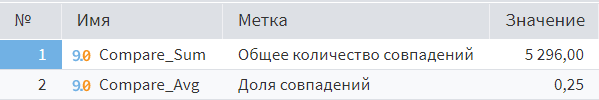 № Имя Метка Значение
1 9.0 Compare_Sum Общее количество совпадений 5 296,00
2 9.0 Compare_Avg Доля совпадений 0,25